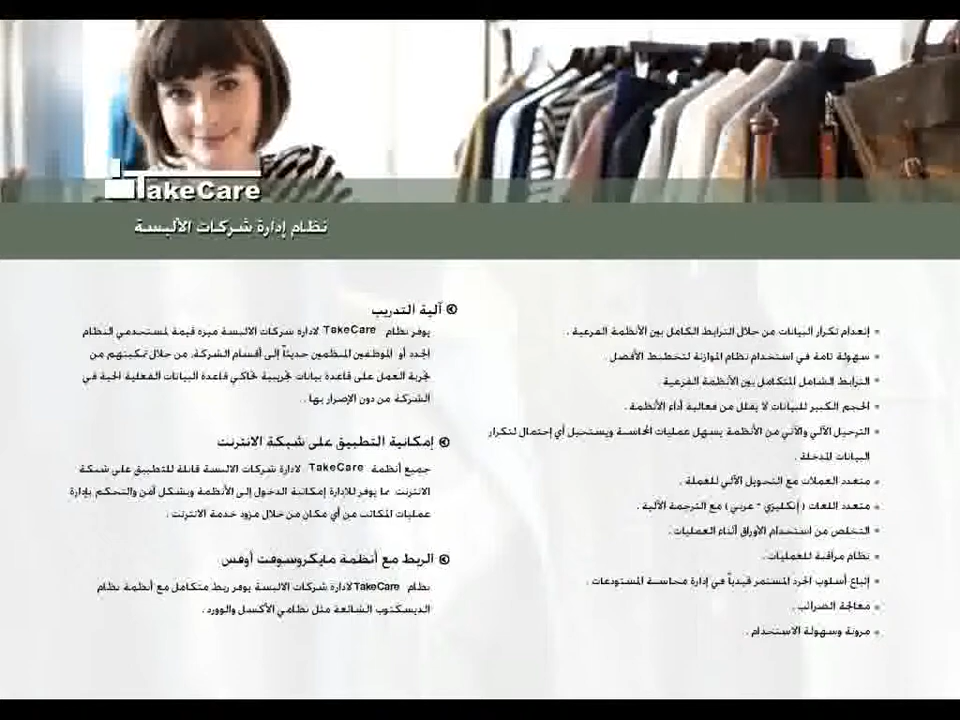 TakeCare
نظام إدارة شركات الألبسة
إنعدام تكرار البيانات من خلال الترابط الكامل بين الأنظمة الفرعية .
سهولة تامة في استخدام نظام الموازنة لتخطيط الأفضل .
الترابط الشامل المتكامل بين الأنظمة الفرعية .
الحجم الكبير للبيانات لا يقلل من فعالية أداء الأنظمة .
الترحيل الآلي والآني من الأنظمة يسهل عمليات المحاسبة ويستحيل أي إحتمال لتكرار
البيانات المدخلة .
متعدد العملات مع التحويل الآلي للعملة .
متعدد اللغات ( إنكليزي - عربي ) مع الترجمة الآلية .
التخلص من استخدام الأوراق أثناء العمليات .
نظام مراقبة للعمليات .
إتباع أسلوب الجرد المستمر قيدياً في إدارة محاسبة المستودعات .
معالجة الضرائب .
مرونة وسهولة الاستخدام .
آلية التدريب
يوفر نظام TakeCare لادارة شركات الالبسة ميزة قيمة لمستخدمي النظام
الجدد أو الموظفين المنظمين حديثاً إلى أقسام الشركة، من خلال تمكينهم من
تجربة العمل على قاعدة بيانات تجريبية تحاكي قاعدة البيانات الفعلية الحية في
الشركة من دون الإضرار بها .
إمكانية التطبيق على شبكة الانترنت
جميع أنظمة TakeCare لادارة شركات الالبسة قابلة للتطبيق على شبكة
الانترنت مما يوفر للإدارة إمكانية الدخول إلى الأنظمة وبشكل آمن والتحكم بإدارة
عمليات المكاتب من أي مكان من خلال مزود خدمة الانترنت .
الربط مع أنظمة مايكروسوفت أوفس
نظام TakeCare لادارة شركات الالبسة يوفر ربط متكامل مع أنظمة نظام
الديسكتوب الشائعة مثل نظامي الأكسل والوورد .